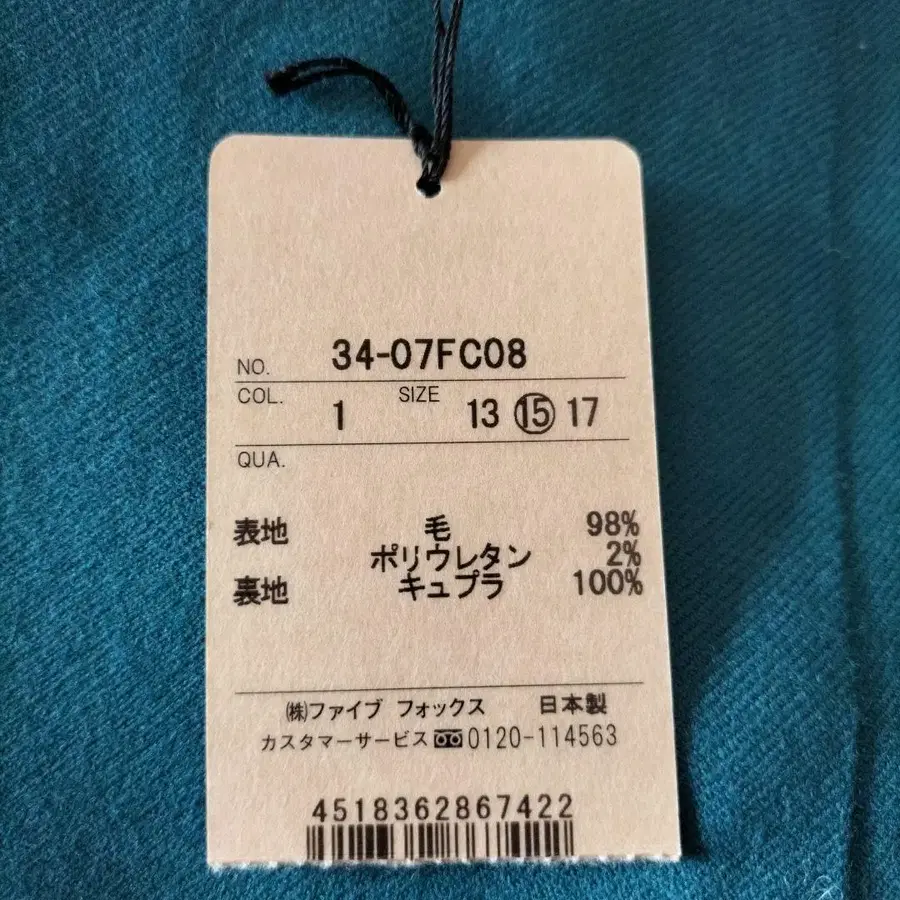 NO. 34-07FC08
COL. 1 SIZE 13 ⑮ 17
QUA.
表地 毛 98%
ポリウレタン 2%
裏地 キュプラ 100%
㈱ファイブ フォックス 日本製
カスタマーサービス 0120-114563
4518362867422